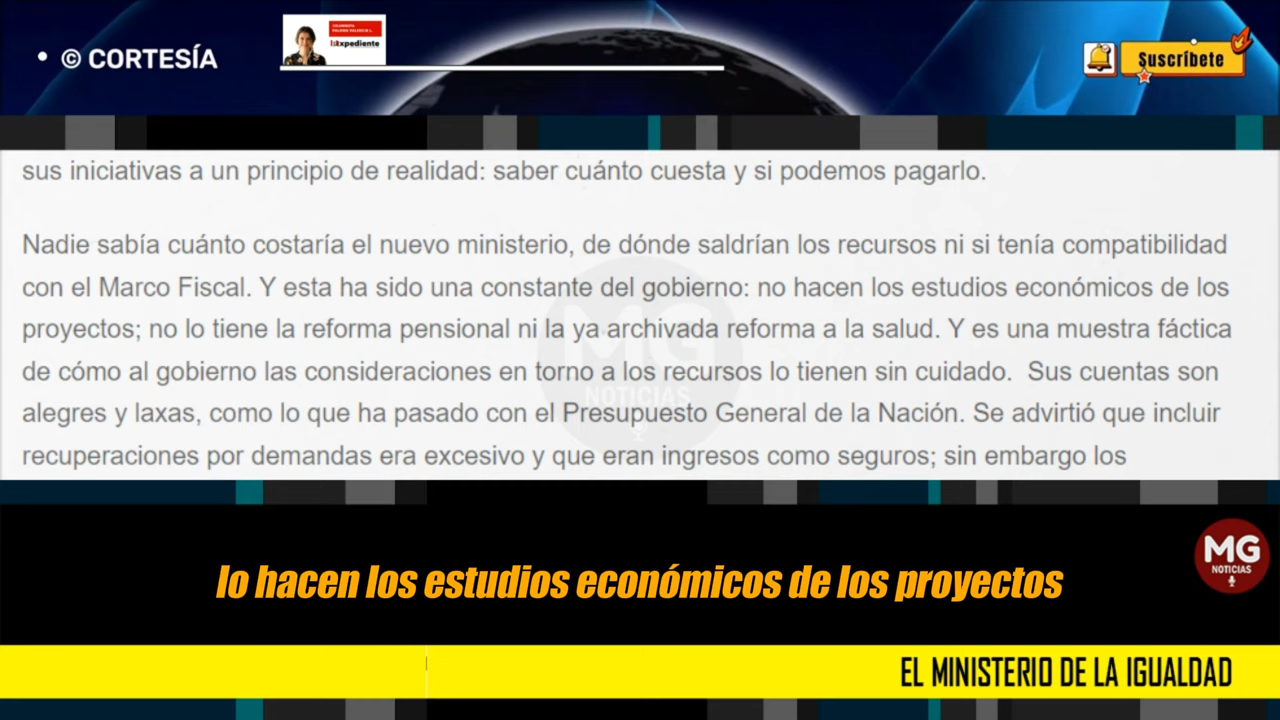 • © CORTESÍA
COLUMNISTA
PALOMA VALENCIA L.
Expediente
Suscríbete
sus iniciativas a un principio de realidad: saber cuánto cuesta y si podemos pagarlo.
Nadie sabía cuánto costaría el nuevo ministerio, de dónde saldrían los recursos ni si tenía compatibilidad
con el Marco Fiscal. Y esta ha sido una constante del gobierno: no hacen los estudios económicos de los
proyectos; no lo tiene la reforma pensional ni la ya archivada reforma a la salud. Y es una muestra fáctica
de cómo al gobierno las consideraciones en torno a los recursos lo tienen sin cuidado. Sus cuentas son
alegres y laxas, como lo que ha pasado con el Presupuesto General de la Nación. Se advirtió que incluir
recuperaciones por demandas era excesivo y que eran ingresos como seguros; sin embargo los
MG
NOTICIAS
lo hacen los estudios económicos de los proyectos
MG
NOTICIAS
EL MINISTERIO DE LA IGUALDAD